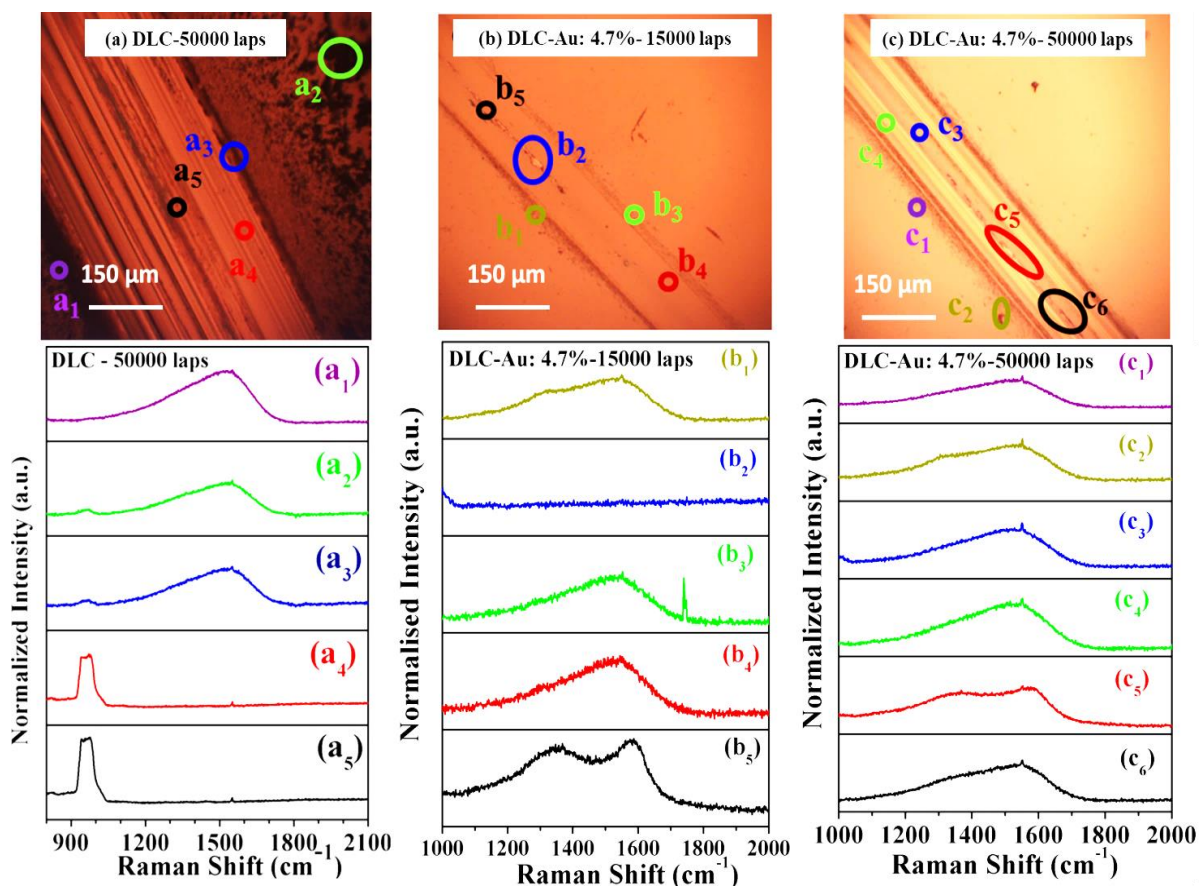 (a) DLC-50000 laps
a2
a3
a5
a4
150 µm
a1
(b) DLC-Au: 4.7%-15000 laps
b5
b2
b3
b1
b4
150 µm
(c) DLC-Au: 4.7%-50000 laps
c3
c4
c1
c5
150 µm
c2
c6
DLC - 50000 laps
(a1)
(a2)
(a3)
(a4)
(a5)
Normalized Intensity (a.u.)
900 1200 1500 1800 2100
Raman Shift (cm-1)
DLC-Au: 4.7%-15000 laps
(b1)
(b2)
(b3)
(b4)
(b5)
Normalised Intensity (a.u.)
1000 1200 1400 1600 1800 2000
Raman Shift (cm-1)
DLC-Au: 4.7%-50000 laps
(c1)
(c2)
(c3)
(c4)
(c5)
(c6)
Normalized Intensity (a.u.)
1000 1200 1400 1600 1800 2000
Raman Shift (cm-1)